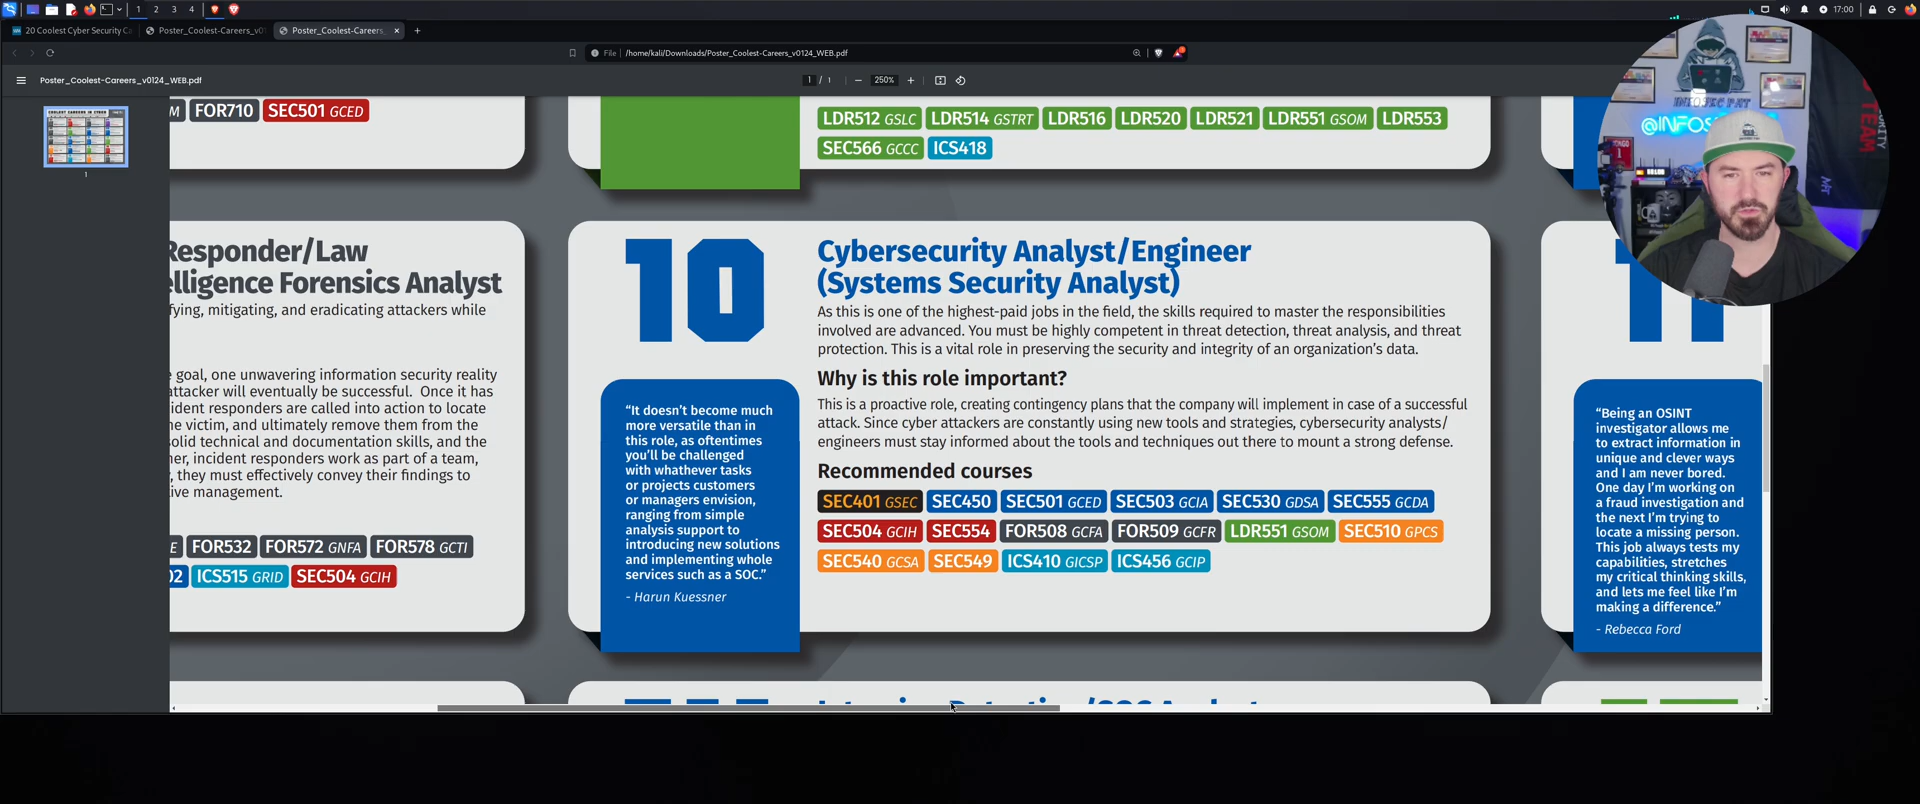 1 2 3 4
17:00
20 Coolest Cyber Security C
Poster_Coolest-Careers_v0
Poster_Coolest-Careers_
File /home/kali/Downloads/Poster_Coolest-Careers_v0124_WEB.pdf
Poster_Coolest-Careers_v0124_WEB.pdf
1 / 1
250%
1
M FOR710 SEC501 GCED
LDR512 GSLC LDR514 GSTRT LDR516 LDR520 LDR521 LDR551 GSOM LDR553
SEC566 GCCC ICS418
Responder/Law
elligence Forensics Analyst
fying, mitigating, and eradicating attackers while
goal, one unwavering information security reality
attacker will eventually be successful. Once it has
ident responders are called into action to locate
e victim, and ultimately remove them from the
solid technical and documentation skills, and the
ner, incident responders work as part of a team,
, they must effectively convey their findings to
ive management.
E FOR532 FOR572 GNFA FOR578 GCTI
02 ICS515 GRID SEC504 GCIH
10
Cybersecurity Analyst/Engineer
(Systems Security Analyst)
As this is one of the highest-paid jobs in the field, the skills required to master the responsibilities
involved are advanced. You must be highly competent in threat detection, threat analysis, and threat
protection. This is a vital role in preserving the security and integrity of an organization's data.
Why is this role important?
This is a proactive role, creating contingency plans that the company will implement in case of a successful
attack. Since cyber attackers are constantly using new tools and strategies, cybersecurity analysts/
engineers must stay informed about the tools and techniques out there to mount a strong defense.
Recommended courses
SEC401 GSEC SEC450 SEC501 GCED SEC503 GCIA SEC530 GDSA SEC555 GCDA
SEC504 GCIH SEC554 FOR508 GCFA FOR509 GCFR LDR551 GSOM SEC510 GPCS
SEC540 GCSA SEC549 ICS410 GICSP ICS456 GCIP
“It doesn't become much
more versatile than in
this role, as oftentimes
you'll be challenged
with whatever tasks
or projects customers
or managers envision,
ranging from simple
analysis support to
introducing new solutions
and implementing whole
services such as a SOC.”
- Harun Kuessner
11
“Being an OSINT
investigator allows me
to extract information in
unique and clever ways
and I am never bored.
One day I'm working on
a fraud investigation and
the next I'm trying to
locate a missing person.
This job always tests my
capabilities, stretches
my critical thinking skills,
and lets me feel like I'm
making a difference.”
- Rebecca Ford
INFOSEC PAT
@INFOS
TEAM